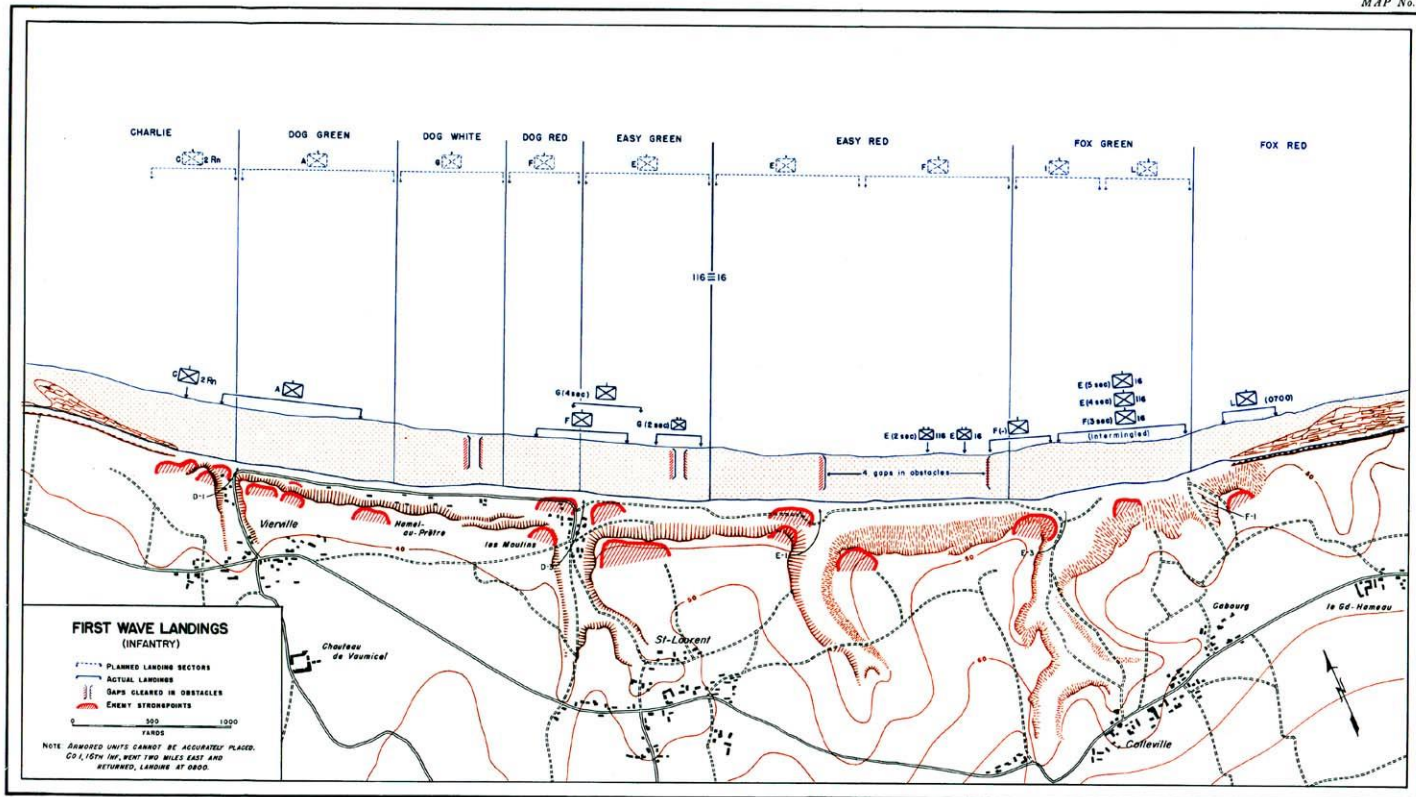 MAP No.
CHARLIE
DOG GREEN
DOG WHITE
DOG RED
EASY GREEN
EASY RED
FOX GREEN
FOX RED
C 2 Rn
A
G
F
E
E
F
I
L
116 16
C 2 Rn
A
G (4 sec)
F
G (2 sec)
E (2 sec) 116
E 16
F (-)
E (5 sec) 16
E (4 sec) 116
F (3 sec) 16
(intermingled)
L (0700)
4 gaps in obstacles
D-1
Vierville
Hamel-
au-Prêtre
les Moulins
D-3
E-1
E-3
F-1
40
50
50
60
50
St-Laurent
Chateau
de Vaumicel
Cabourg
le Gd-Hameau
Colleville
N
FIRST WAVE LANDINGS
(INFANTRY)
PLANNED LANDING SECTORS
ACTUAL LANDINGS
GAPS CLEARED IN OBSTACLES
ENEMY STRONGPOINTS
0 500 1000
YARDS
NOTE ARMORED UNITS CANNOT BE ACCURATELY PLACED.
CO I, 16TH INF, WENT TWO MILES EAST AND
RETURNED, LANDING AT 0800.